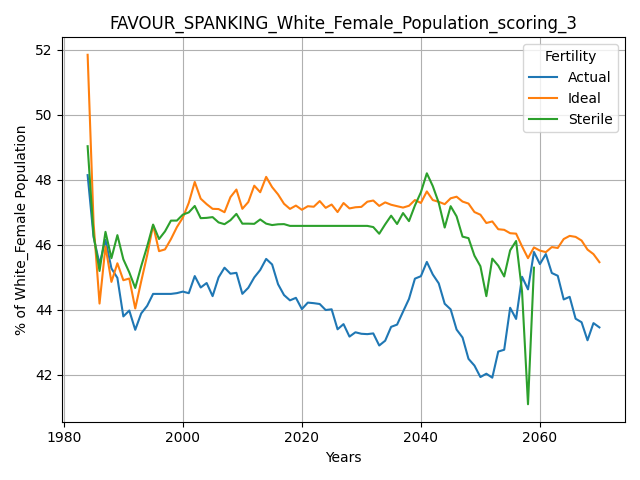 FAVOUR_SPANKING_White_Female_Population_scoring_3
% of White_Female Population
52
50
48
46
44
42
Fertility
Actual
Ideal
Sterile
1980
2000
2020
2040
2060
Years